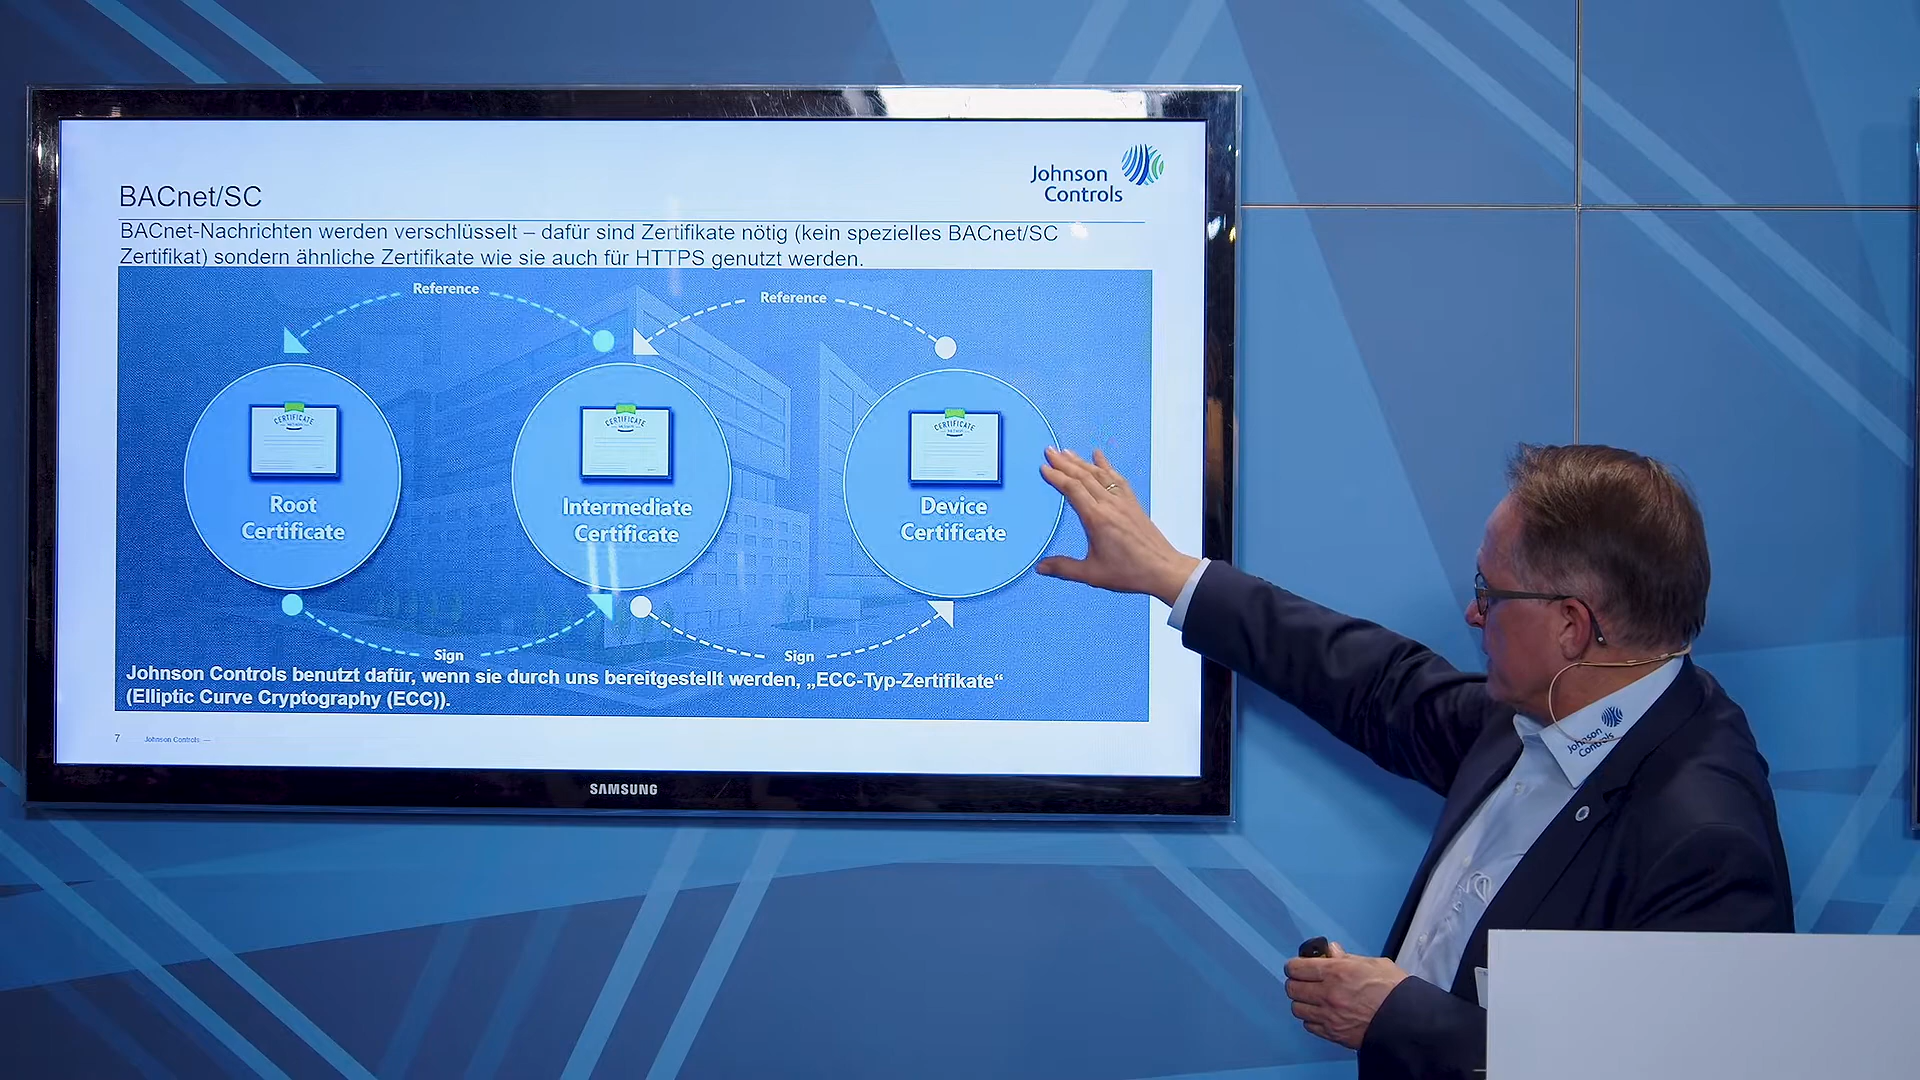 Johnson
Controls
BACnet/SC
BACnet-Nachrichten werden verschlüsselt – dafür sind Zertifikate nötig (kein spezielles BACnet/SC
Zertifikat) sondern ähnliche Zertifikate wie sie auch für HTTPS genutzt werden.
Reference
Reference
CERTIFICATE
CERTIFICATE
CERTIFICATE
Root
Certificate
Intermediate
Certificate
Device
Certificate
Sign
Sign
Johnson Controls benutzt dafür, wenn sie durch uns bereitgestellt werden, „ECC-Typ-Zertifikate“
(Elliptic Curve Cryptography (ECC)).
7 Johnson Controls —
SAMSUNG
Johnson
Controls